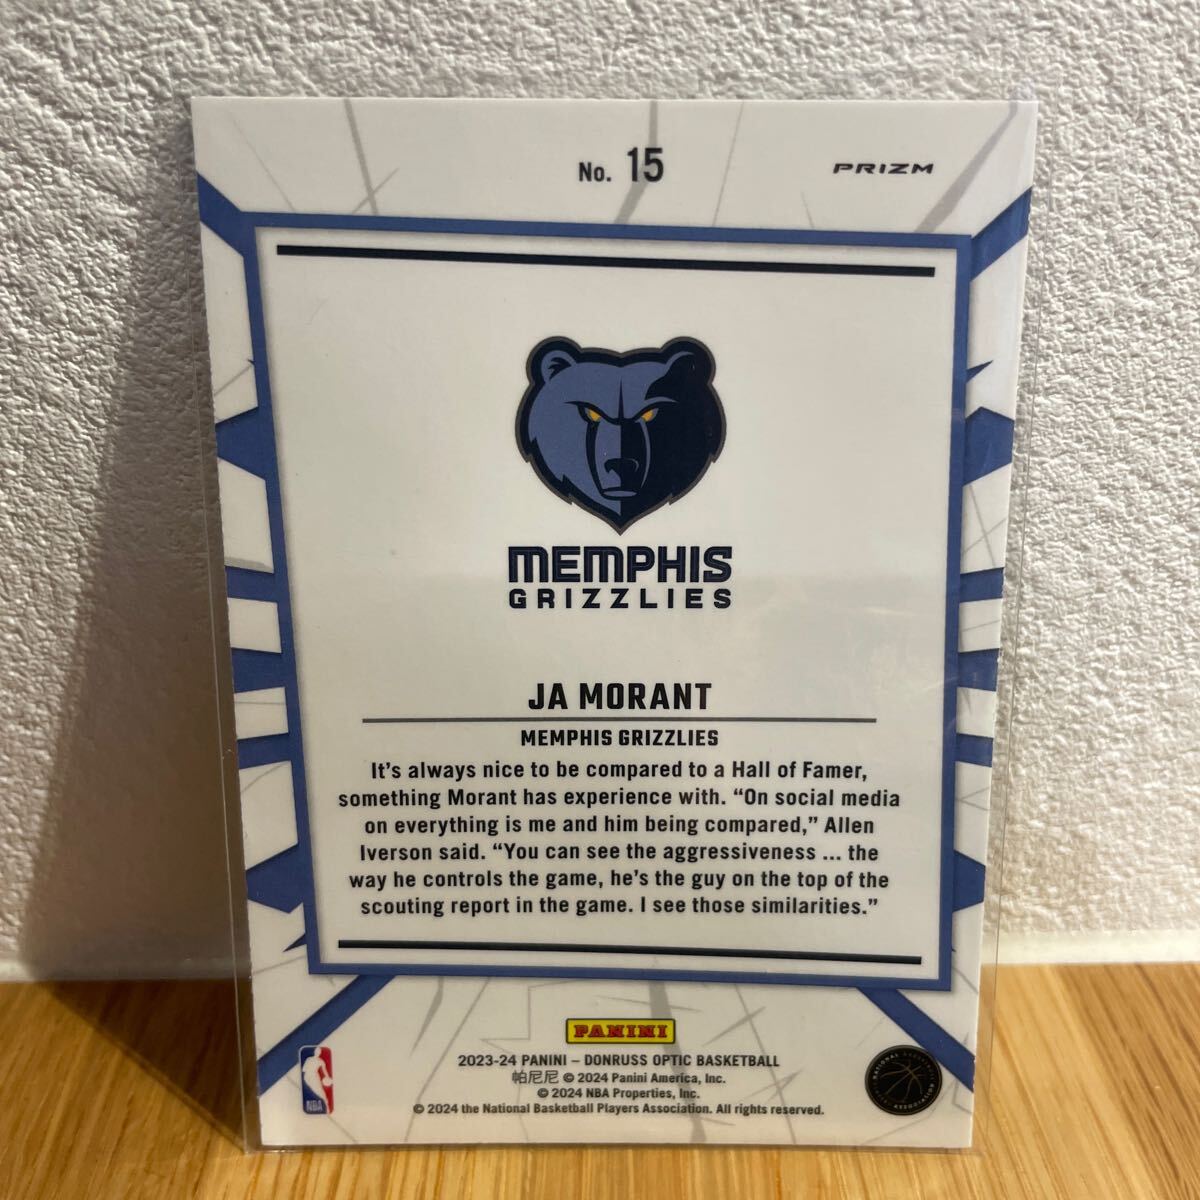 No. 15
PRIZM
MEMPHIS
GRIZZLIES
JA MORANT
MEMPHIS GRIZZLIES
It's always nice to be compared to a Hall of Famer,
something Morant has experience with. “On social media
on everything is me and him being compared,” Allen
Iverson said. “You can see the aggressiveness ... the
way he controls the game, he's the guy on the top of the
scouting report in the game. I see those similarities.”
PANINI
2023-24 PANINI – DONRUSS OPTIC BASKETBALL
帕尼尼 © 2024 Panini America, Inc.
© 2024 NBA Properties, Inc.
© 2024 the National Basketball Players Association. All rights reserved.
NBA
NATIONAL BASKETBALL
PLAYERS ASSOCIATION